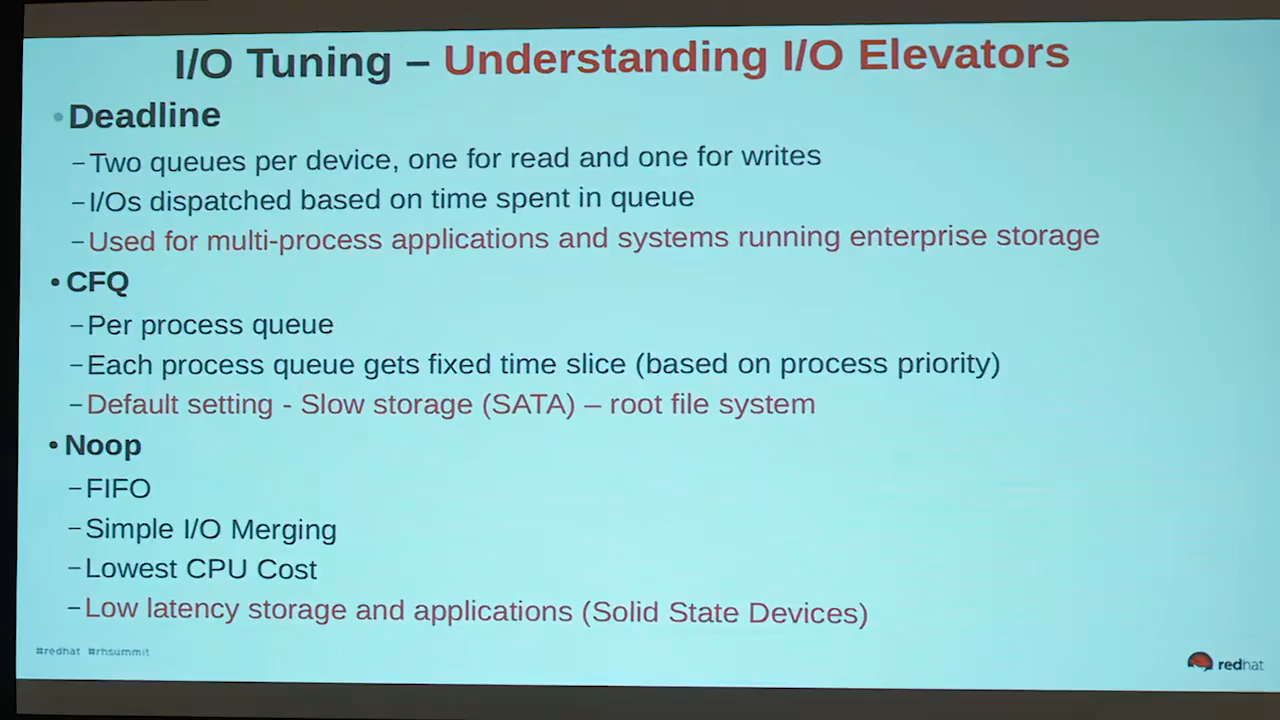 I/O Tuning – Understanding I/O Elevators
• Deadline
– Two queues per device, one for read and one for writes
– I/Os dispatched based on time spent in queue
– Used for multi-process applications and systems running enterprise storage
• CFQ
– Per process queue
– Each process queue gets fixed time slice (based on process priority)
– Default setting - Slow storage (SATA) – root file system
• Noop
– FIFO
– Simple I/O Merging
– Lowest CPU Cost
– Low latency storage and applications (Solid State Devices)
#redhat #rhsummit
redhat